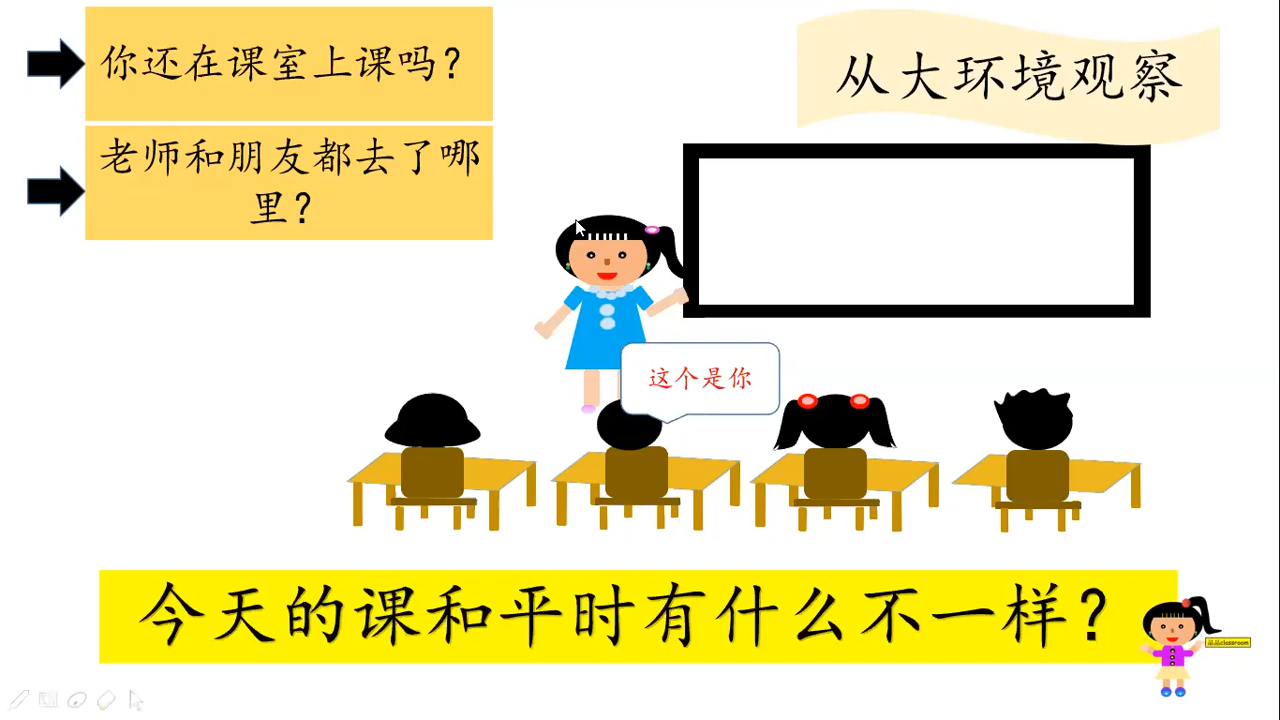 你还在课室上课吗？
从大环境观察
老师和朋友都去了哪
里？
这个是你
今天的课和平时有什么不一样？